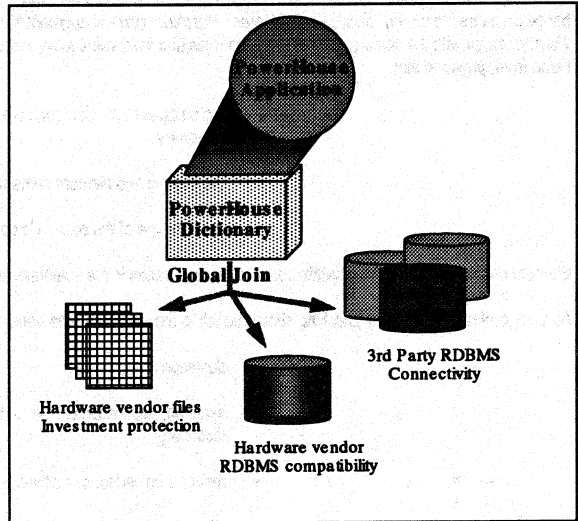 PowerHouse
Application
PowerHouse
Dictionary
Global Join
3rd Party RDBMS
Connectivity
Hardware vendor files
Investment protection
Hardware vendor
RDBMS compatibility